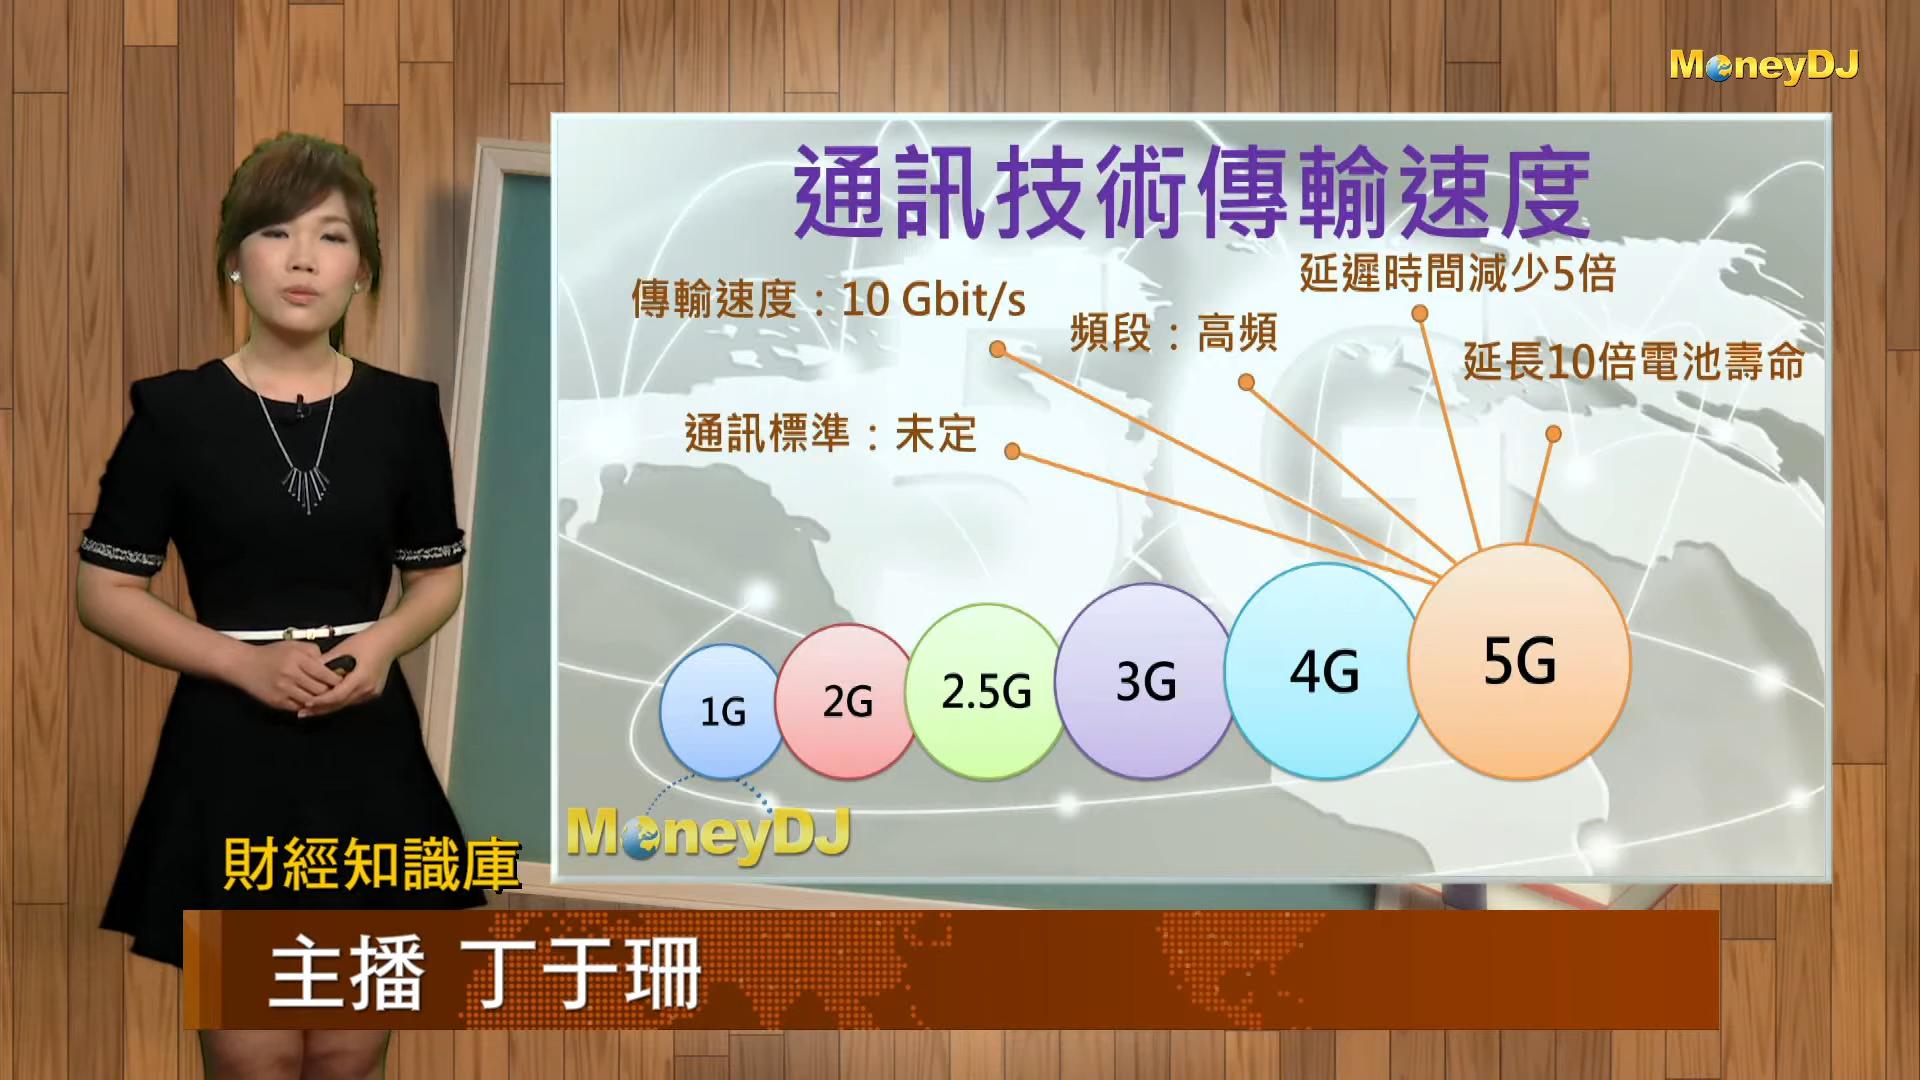 MoneyDJ
通訊技術傳輸速度
延遲時間減少5倍
傳輸速度：10 Gbit/s
頻段：高頻
延長10倍電池壽命
通訊標準：未定
1G
2G
2.5G
3G
4G
5G
MoneyDJ
財經知識庫
主播 丁于珊